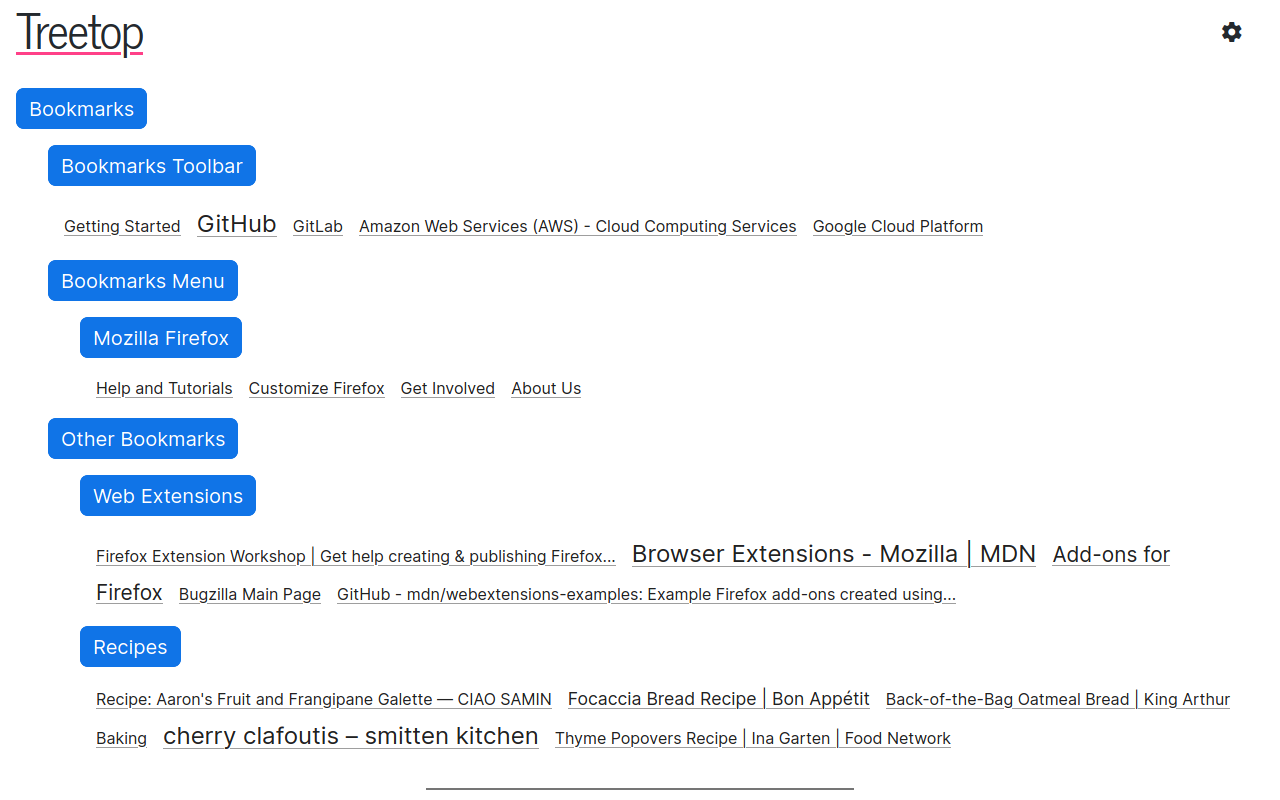 Treetop
Bookmarks
Bookmarks Toolbar
Getting Started GitHub GitLab Amazon Web Services (AWS) - Cloud Computing Services Google Cloud Platform
Bookmarks Menu
Mozilla Firefox
Help and Tutorials Customize Firefox Get Involved About Us
Other Bookmarks
Web Extensions
Firefox Extension Workshop | Get help creating & publishing Firefox... Browser Extensions - Mozilla | MDN Add-ons for
Firefox Bugzilla Main Page GitHub - mdn/webextensions-examples: Example Firefox add-ons created using...
Recipes
Recipe: Aaron's Fruit and Frangipane Galette — CIAO SAMIN Focaccia Bread Recipe | Bon Appétit Back-of-the-Bag Oatmeal Bread | King Arthur
Baking cherry clafoutis – smitten kitchen Thyme Popovers Recipe | Ina Garten | Food Network